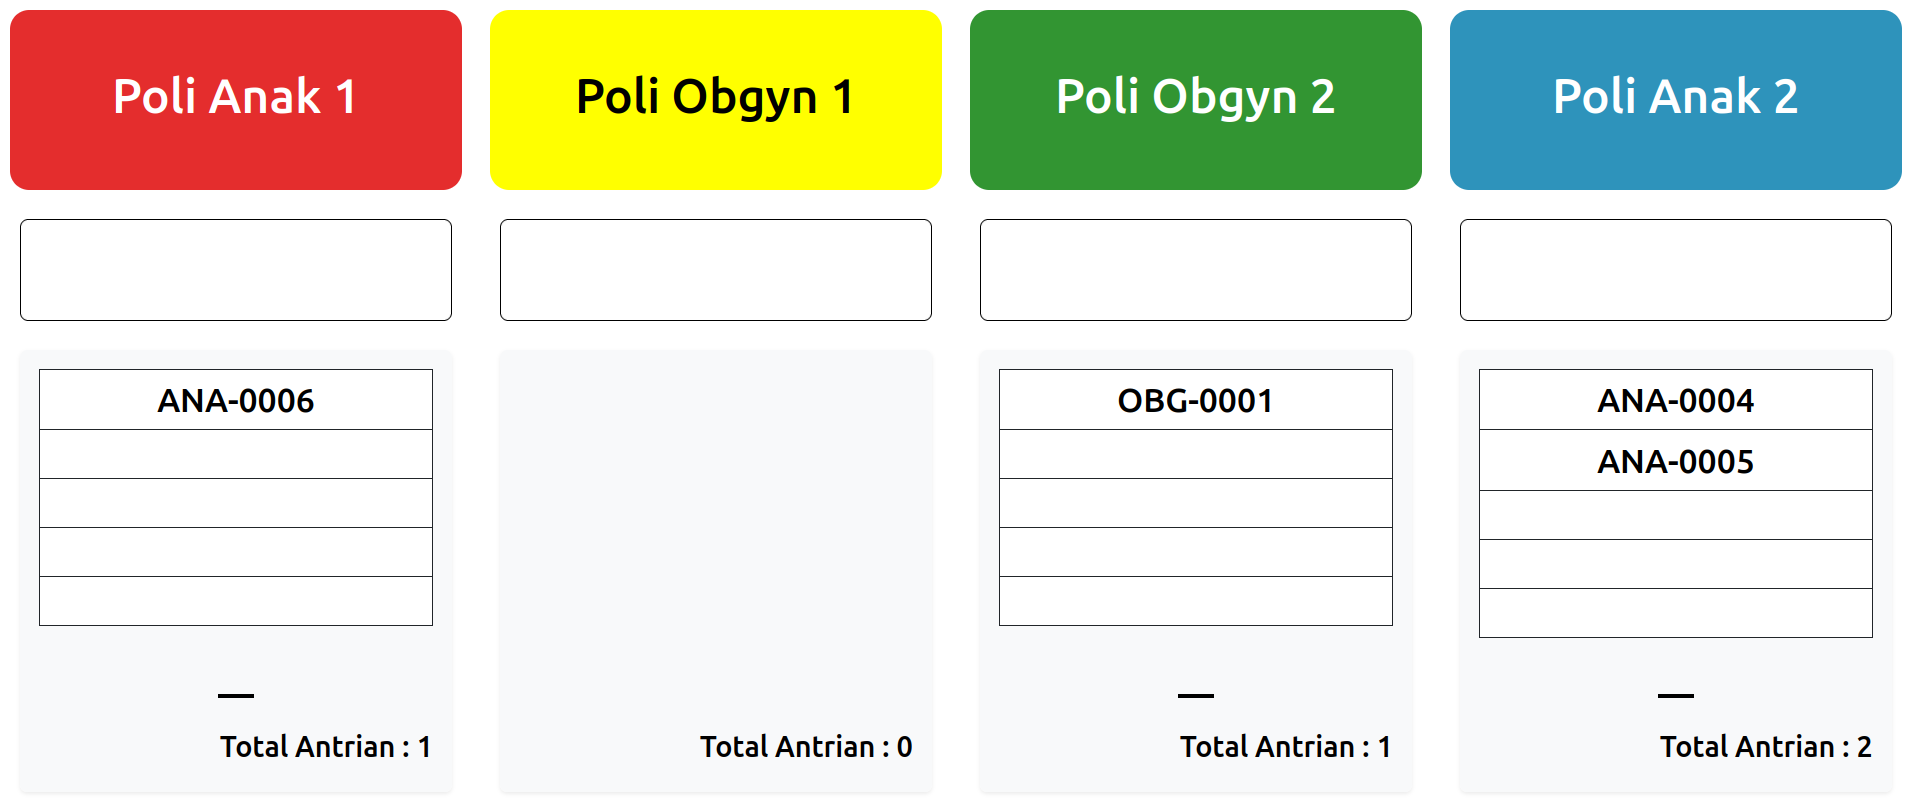 Poli Anak 1
Poli Obgyn 1
Poli Obgyn 2
Poli Anak 2
ANA-0006
OBG-0001
ANA-0004
ANA-0005
Total Antrian : 1
Total Antrian : 0
Total Antrian : 1
Total Antrian : 2